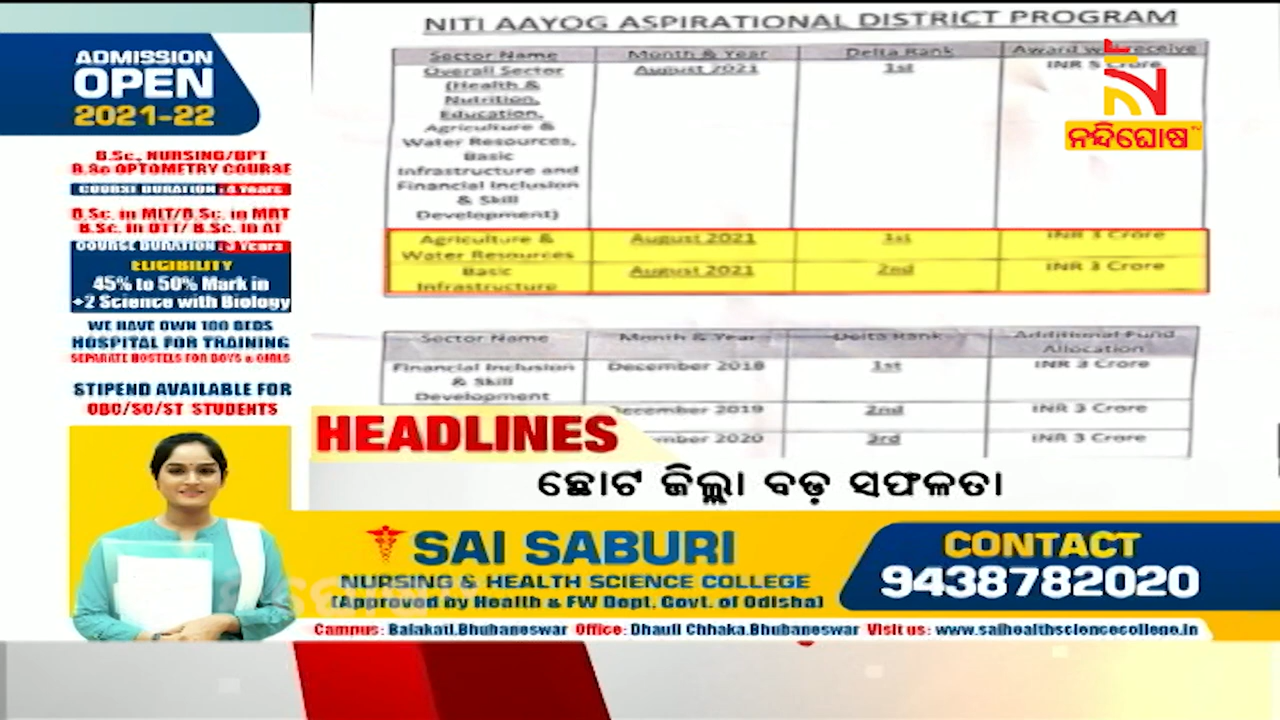 NITI AAYOG ASPIRATIONAL DISTRICT PROGRAM
Sector Name Month & Year Delta Rank Award receive
Overall Sector August 2021 1st INR 5 Crore
(Health &
Nutrition,
Education,
Agriculture &
Water Resources,
Basic
Infrastructure and
Financial Inclusion
& Skill
Development)
Agriculture & August 2021 1st INR 3 Crore
Water Resources
Basic August 2021 2nd INR 3 Crore
Infrastructure
Sector Name Month & Year Delta Rank Additional Fund
Allocation
Financial Inclusion December 2018 1st INR 3 Crore
& Skill
Development
December 2019 2nd INR 3 Crore
2020 3rd INR 3 Crore
ନନ୍ଦିଘୋଷ
ADMISSION
OPEN
2021-22
B.Sc. NURSING/BPT
B.Sc OPTOMETRY COURSE
COURSE DURATION : 4 Years
B.Sc. in MIT/B.Sc. in MRT
B.Sc. in OTT/ B.Sc. in AT
COURSE DURATION : 3 Years
ELIGIBILITY
45% to 50% Mark in
+2 Science with Biology
WE HAVE OWN 100 BEDS
HOSPITAL FOR TRAINING
SEPARATE HOSTELS FOR BOYS & GIRLS
STIPEND AVAILABLE FOR
OBC/SC/ST STUDENTS
HEADLINES
ଛୋଟ ଜିଲ୍ଲା ବଡ଼ ସଫଳତା
SAI SABURI
NURSING & HEALTH SCIENCE COLLEGE
(Approved by Health & FW Dept, Govt. of Odisha)
CONTACT
9438782020
Campus: Balakati,Bhubaneswar Office: Dhauli Chhaka,Bhubaneswar Visit us: www.saihealthsciencecollege.in